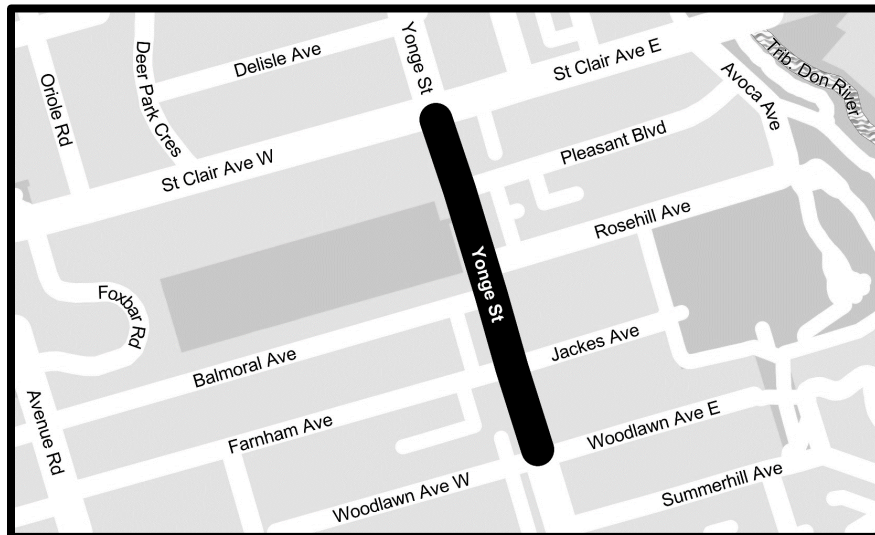 Yonge St
St Clair Ave E
Trib. Don River
Delisle Ave
Deer Park Cres
Oriole Rd
Avoca Ave
Pleasant Blvd
St Clair Ave W
Rosehill Ave
Yonge St
Foxbar Rd
Jackes Ave
Balmoral Ave
Avenue Rd
Farnham Ave
Woodlawn Ave E
Woodlawn Ave W
Summerhill Ave